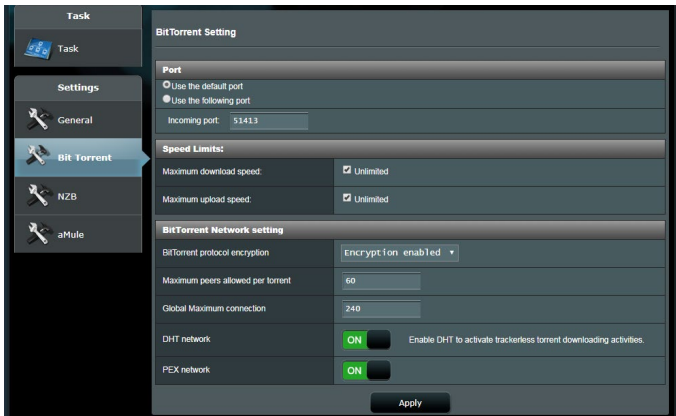 Task
Task
Settings
General
Bit Torrent
NZB
aMule
BitTorrent Setting
Port
Use the default port
Use the following port
Incoming port: 51413
Speed Limits:
Maximum download speed: Unlimited
Maximum upload speed: Unlimited
BitTorrent Network setting
BitTorrent protocol encryption Encryption enabled
Maximum peers allowed per torrent 60
Global Maximum connection 240
DHT network ON Enable DHT to activate trackerless torrent downloading activities.
PEX network ON
Apply